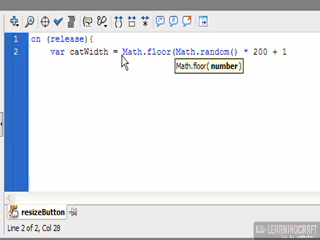 1 on (release){
2 var catWidth = Math.floor(Math.random() * 200 + 1
Math.floor( number)
resizeButton
Line 2 of 2, Col 28
LEARNINGCRAFT